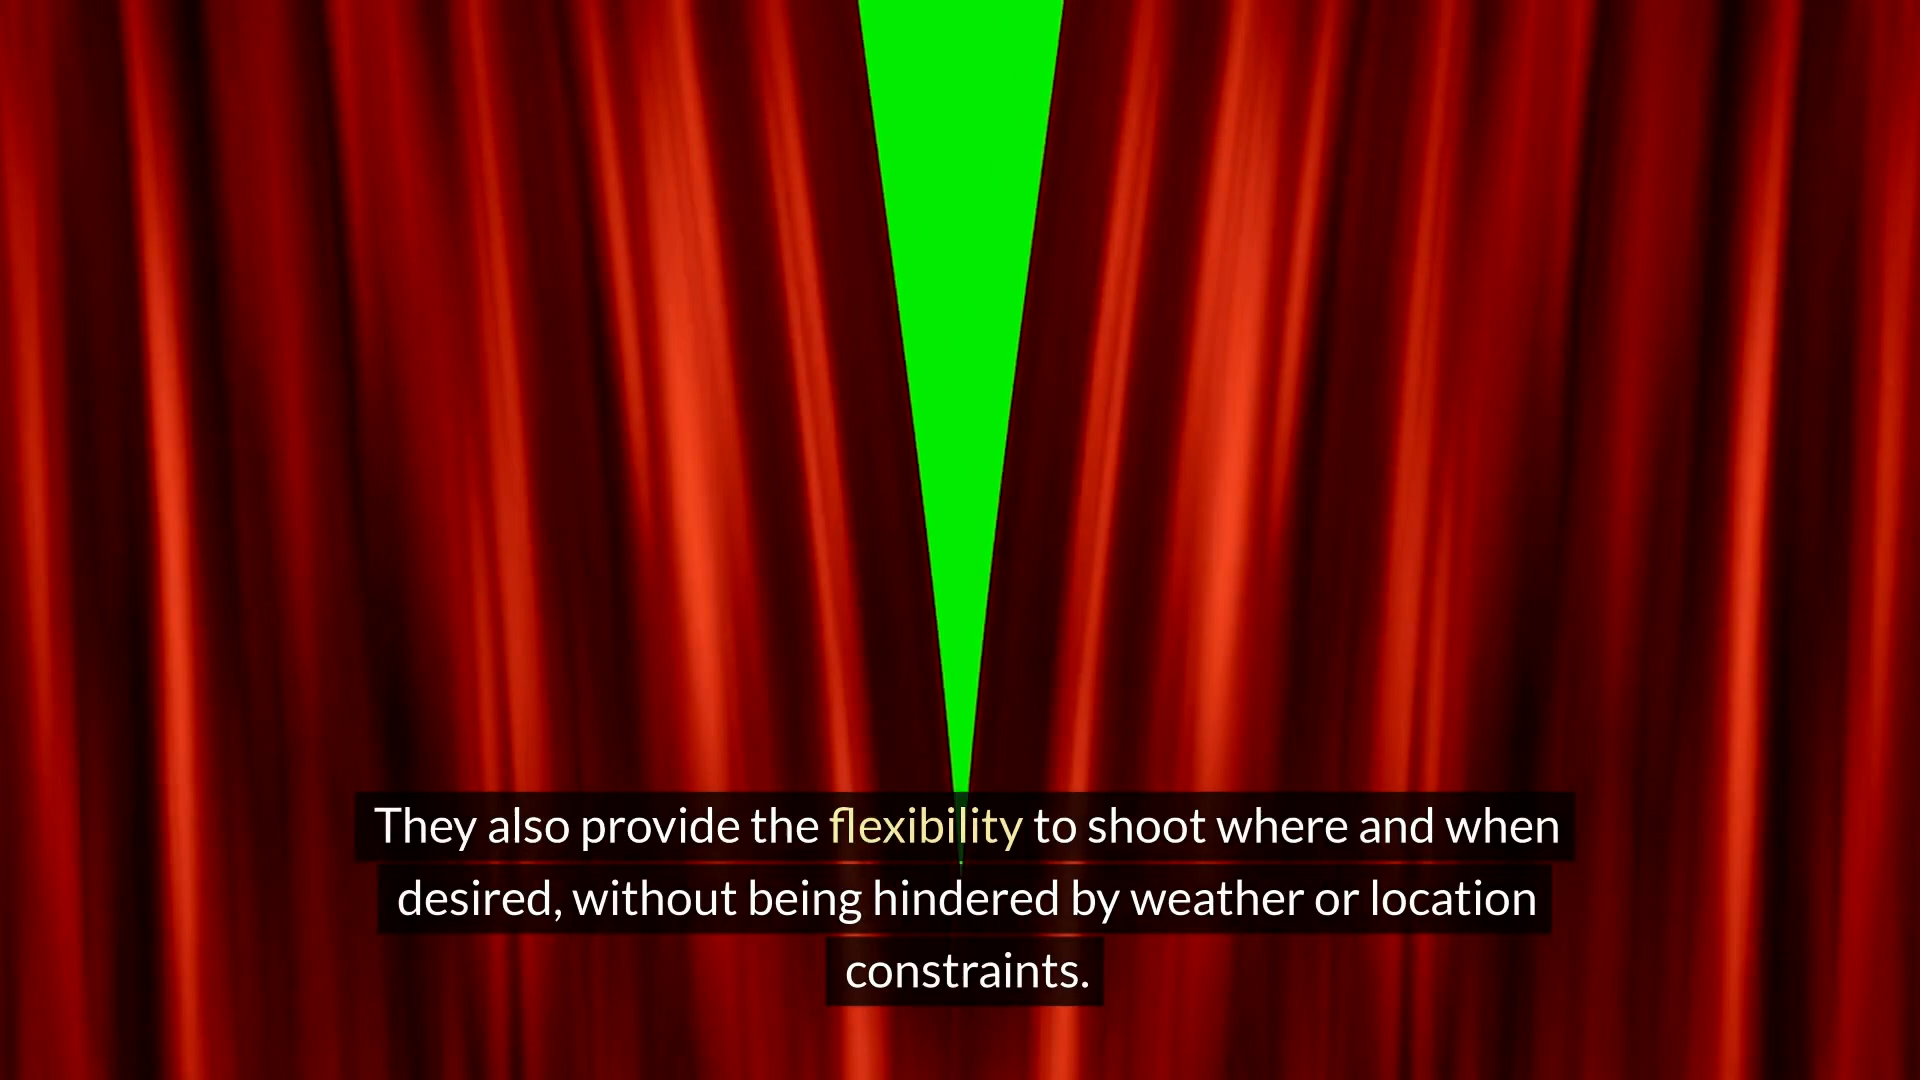 They also provide the flexibility to shoot where and when
desired, without being hindered by weather or location
constraints.